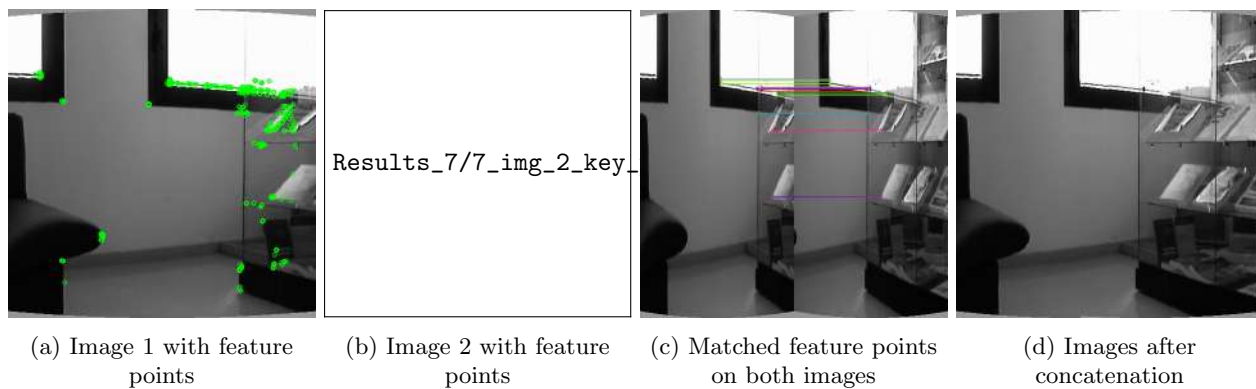 Results_7/7_img_2_key_
(a) Image 1 with feature
points
(b) Image 2 with feature
points
(c) Matched feature points
on both images
(d) Images after
concatenation